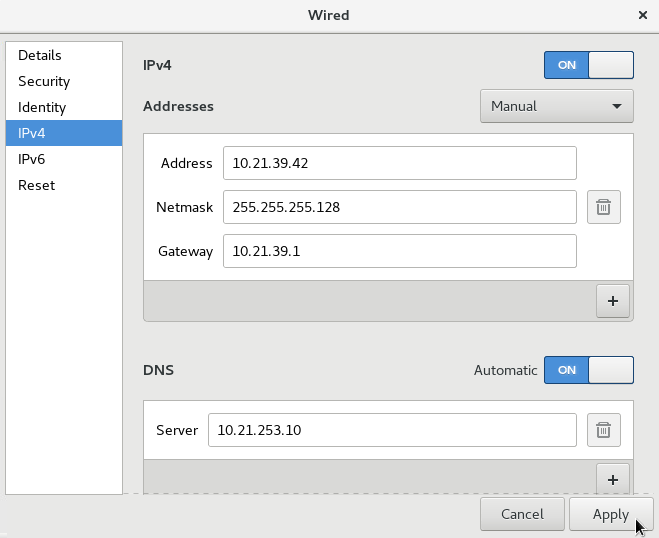 Wired ×
Details
Security
Identity
IPv4
IPv6
Reset
IPv4 ON
Addresses Manual
Address 10.21.39.42
Netmask 255.255.255.128
Gateway 10.21.39.1
+
DNS Automatic ON
Server 10.21.253.10
+
Cancel Apply